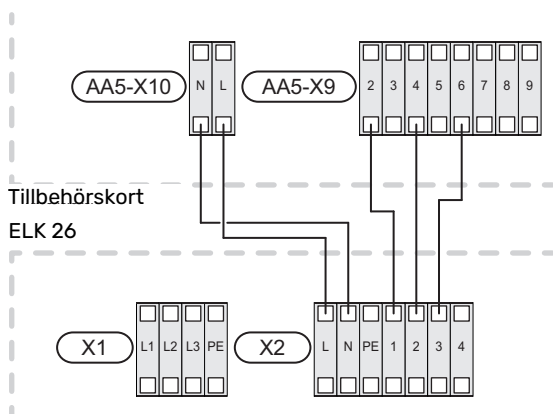 AA5-X10 N L AA5-X9 2 3 4 5 6 7 8 9
Tillbehörskort
ELK 26
X1 L1 L2 L3 PE X2 L N PE 1 2 3 4